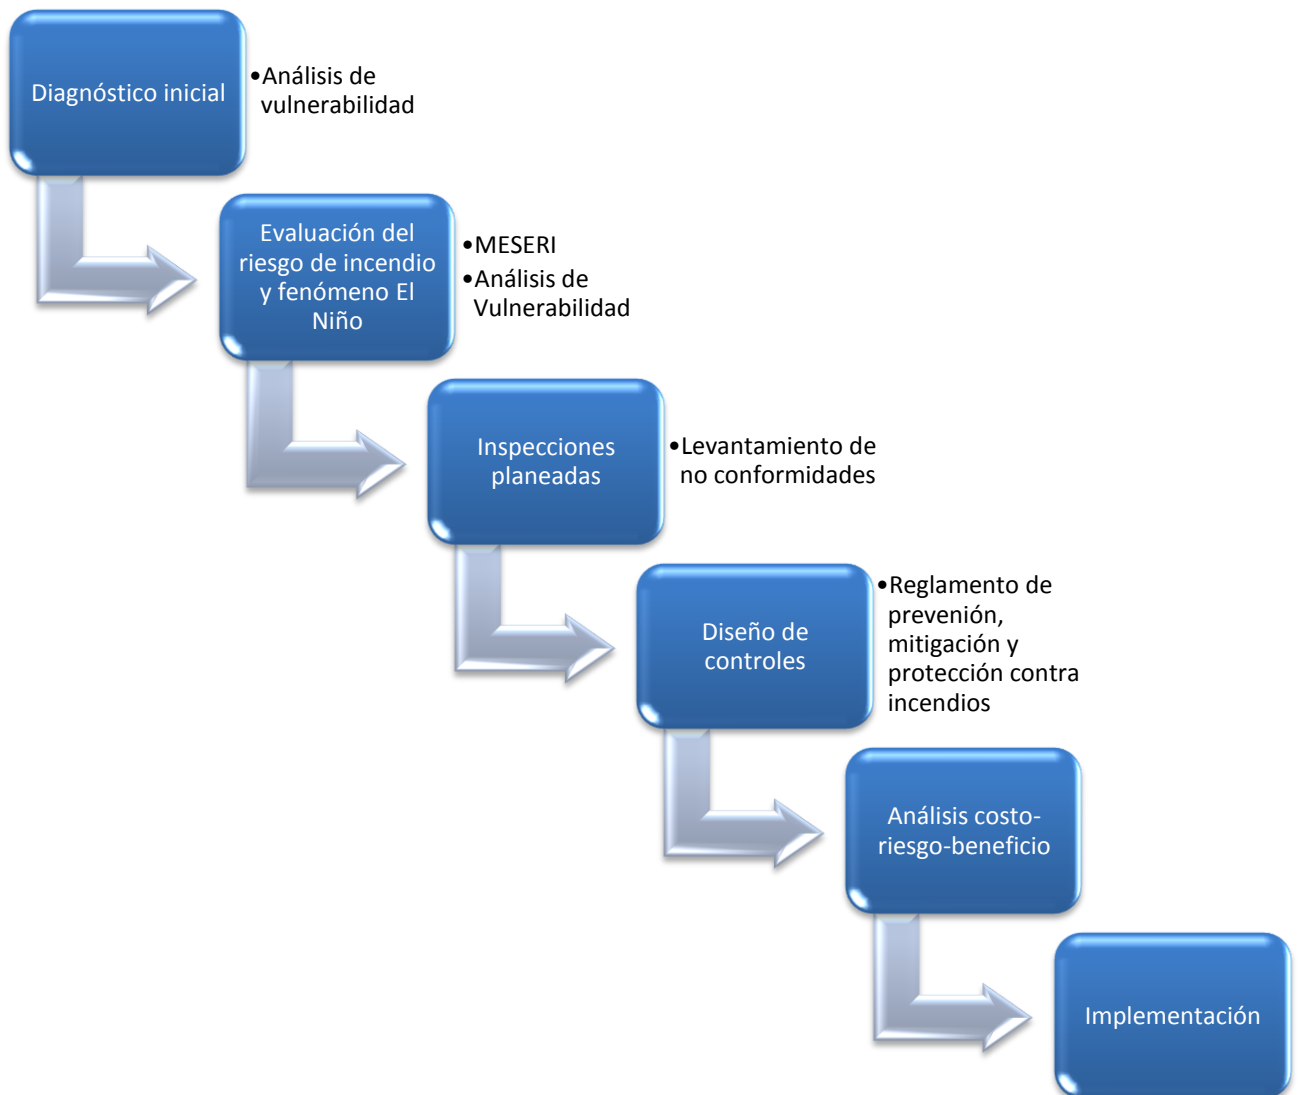 Diagnóstico inicial
•Análisis de
vulnerabilidad
Evaluación del
riesgo de incendio
y fenómeno El
Niño
•MESERI
•Análisis de
Vulnerabilidad
Inspecciones
planeadas
•Levantamiento de
no conformidades
Diseño de
controles
•Reglamento de
prevenión,
mitigación y
protección contra
incendios
Análisis costo-
riesgo-beneficio
Implementación